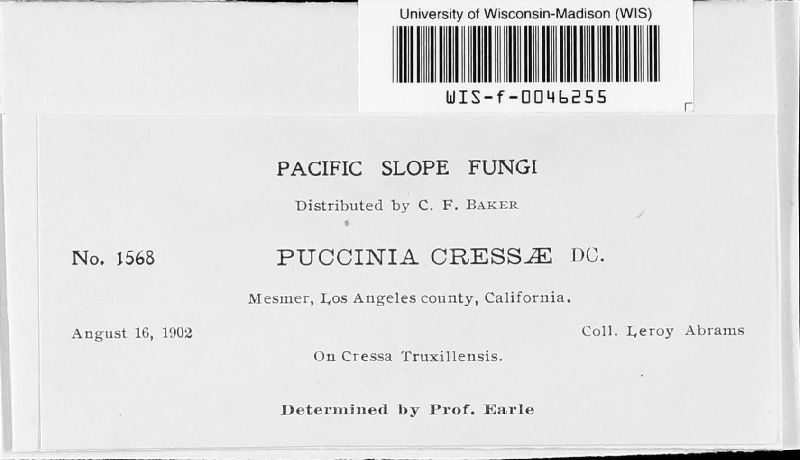 University of Wisconsin-Madison (WIS)
WIS-f-0046255
PACIFIC SLOPE FUNGI
Distributed by C. F. BAKER
No. 1568 PUCCINIA CRESSÆ DC.
Mesmer, Los Angeles county, California.
August 16, 1902 Coll. Leroy Abrams
On Cressa Truxillensis.
Determined by Prof. Earle